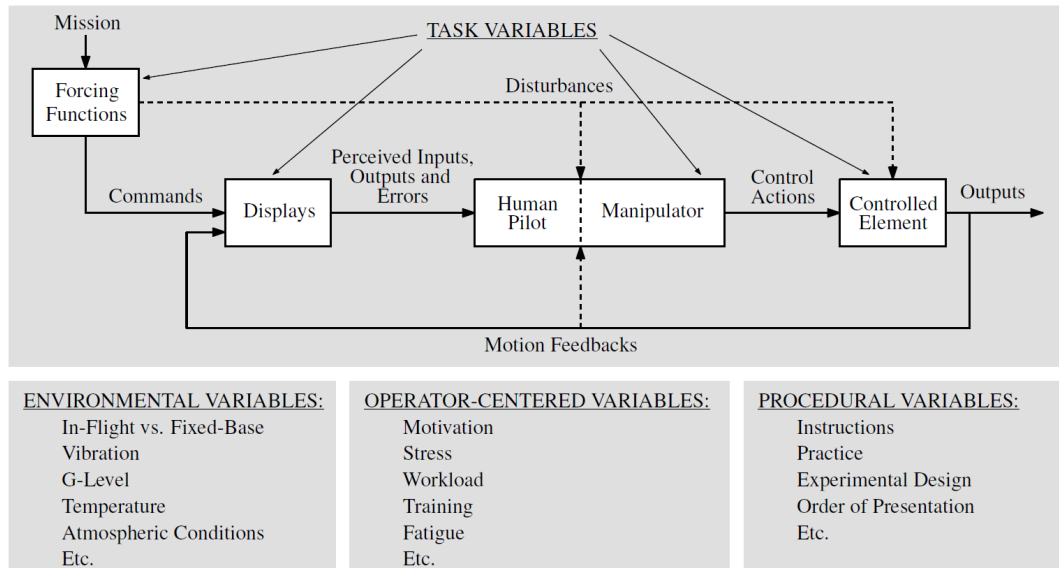 Mission
TASK VARIABLES
Forcing
Functions
Disturbances
Perceived Inputs,
Outputs and
Errors
Commands
Displays
Human
Pilot
Manipulator
Control
Actions
Controlled
Element
Outputs
Motion Feedbacks
ENVIRONMENTAL VARIABLES:
In-Flight vs. Fixed-Base
Vibration
G-Level
Temperature
Atmospheric Conditions
Etc.
OPERATOR-CENTERED VARIABLES:
Motivation
Stress
Workload
Training
Fatigue
Etc.
PROCEDURAL VARIABLES:
Instructions
Practice
Experimental Design
Order of Presentation
Etc.